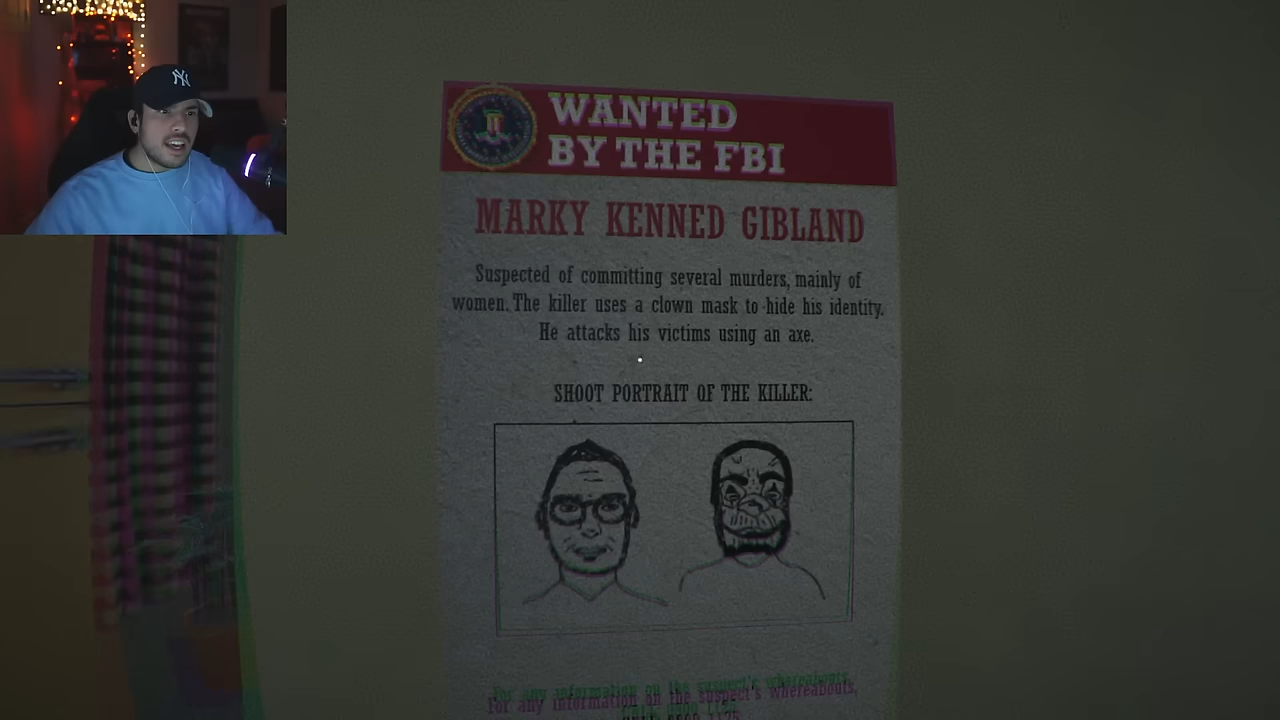 NY
WANTED
BY THE FBI
MARKY KENNED GIBLAND
Suspected of committing several murders, mainly of
women. The killer uses a clown mask to hide his identity.
He attacks his victims using an axe.
SHOOT PORTRAIT OF THE KILLER:
For any information on the suspect's whereabouts,